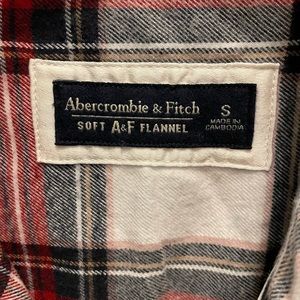 Abercrombie & Fitch
SOFT A&F FLANNEL
S
MADE IN
CAMBODIA